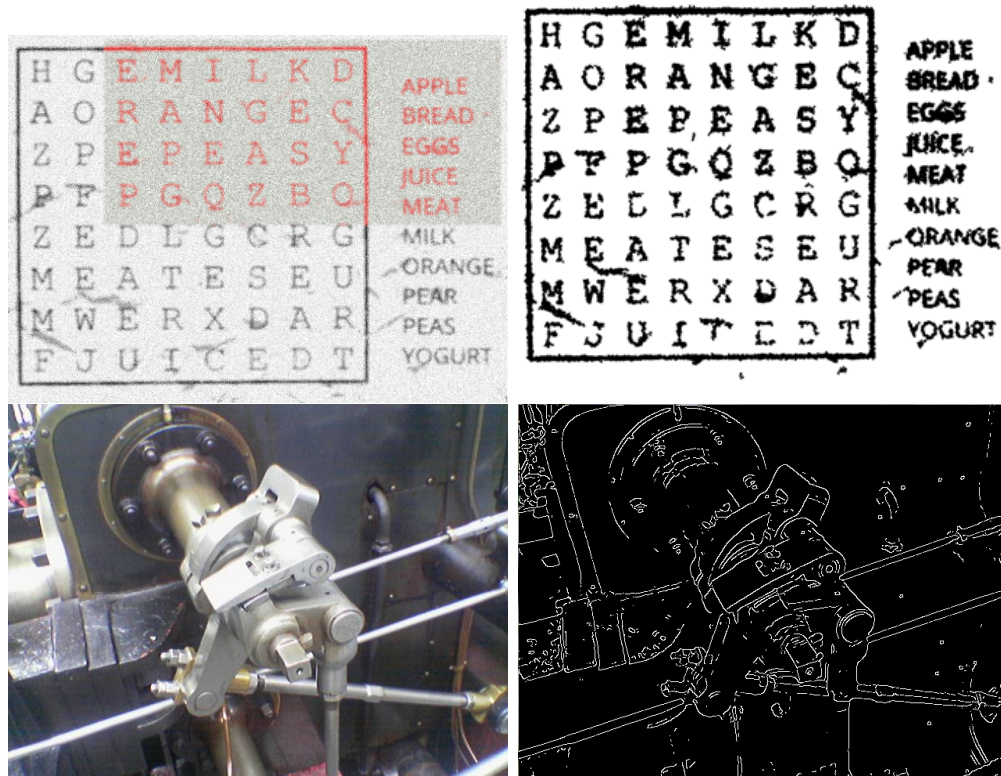 H G E M I L K D
A O R A N G E C
Z P E P E A S Y
P F P G Q Z B Q
Z E D L G C R G
M E A T E S E U
M W E R X D A R
F J U I C E D T
APPLE
BREAD
EGGS
JUICE
MEAT
MILK
ORANGE
PEAR
PEAS
YOGURT
H G E M I L K D
A O R A N G E C
Z P E P E A S Y
P F P G Q Z B Q
Z E D L G C R G
M E A T E S E U
M W E R X D A R
F J U I C E D T
APPLE
BREAD
EGGS
JUICE
MEAT
MILK
ORANGE
PEAR
PEAS
YOGURT